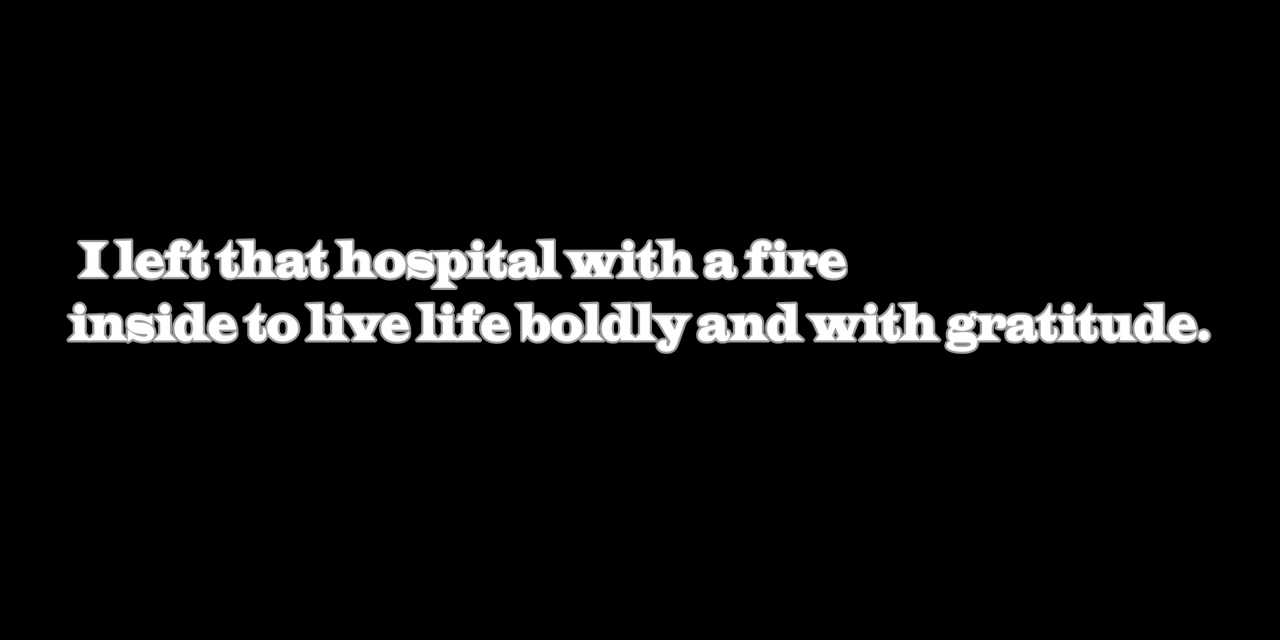 I left that hospital with a fire
inside to live life boldly and with gratitude.